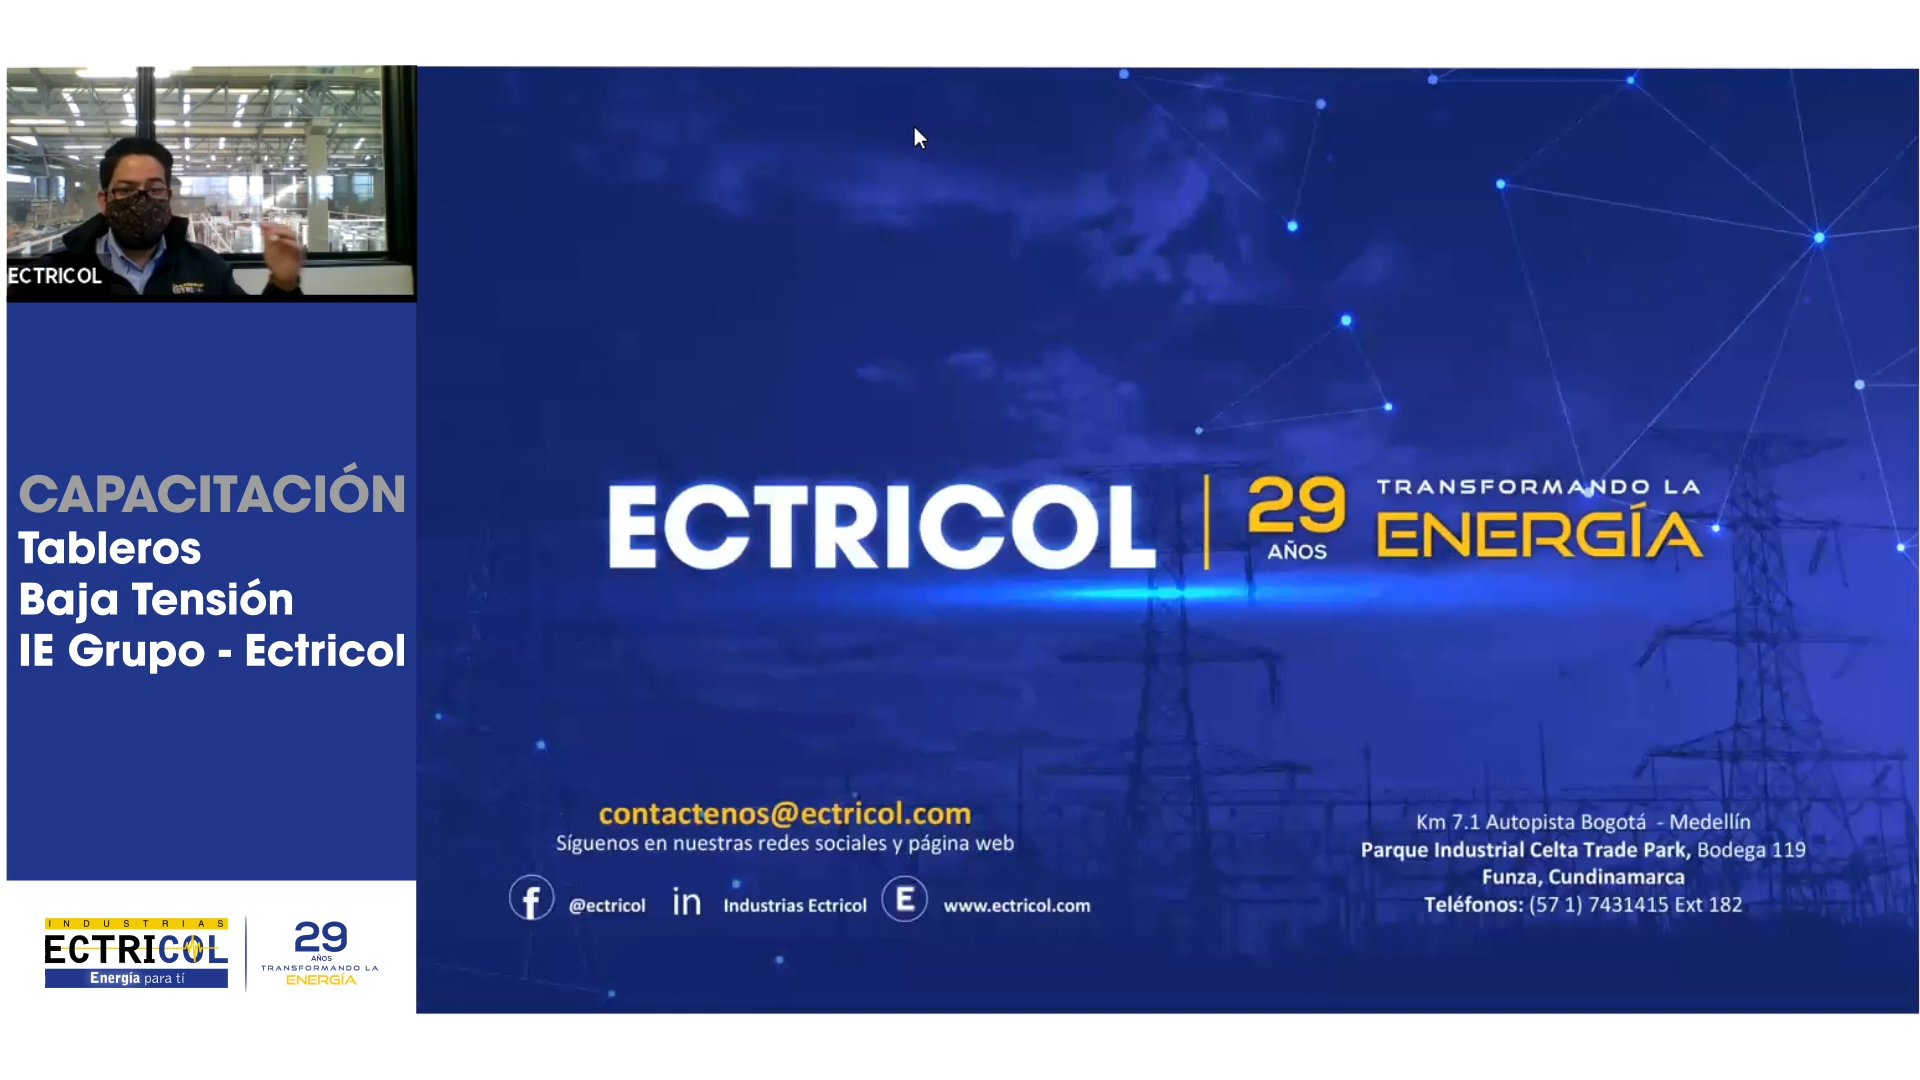 ECTRICOL
CAPACITACIÓN
Tableros
Baja Tensión
IE Grupo - Ectricol
INDUSTRIAS
ECTRICOL
Energía para tí
29
AÑOS
TRANSFORMANDO LA
ENERGÍA
ECTRICOL
29
AÑOS
TRANSFORMANDO LA
ENERGÍA
contactenos@ectricol.com
Síguenos en nuestras redes sociales y página web
f @ectricol in Industrias Ectricol E www.ectricol.com
Km 7.1 Autopista Bogotá - Medellín
Parque Industrial Celta Trade Park, Bodega 119
Funza, Cundinamarca
Teléfonos: (57 1) 7431415 Ext 182